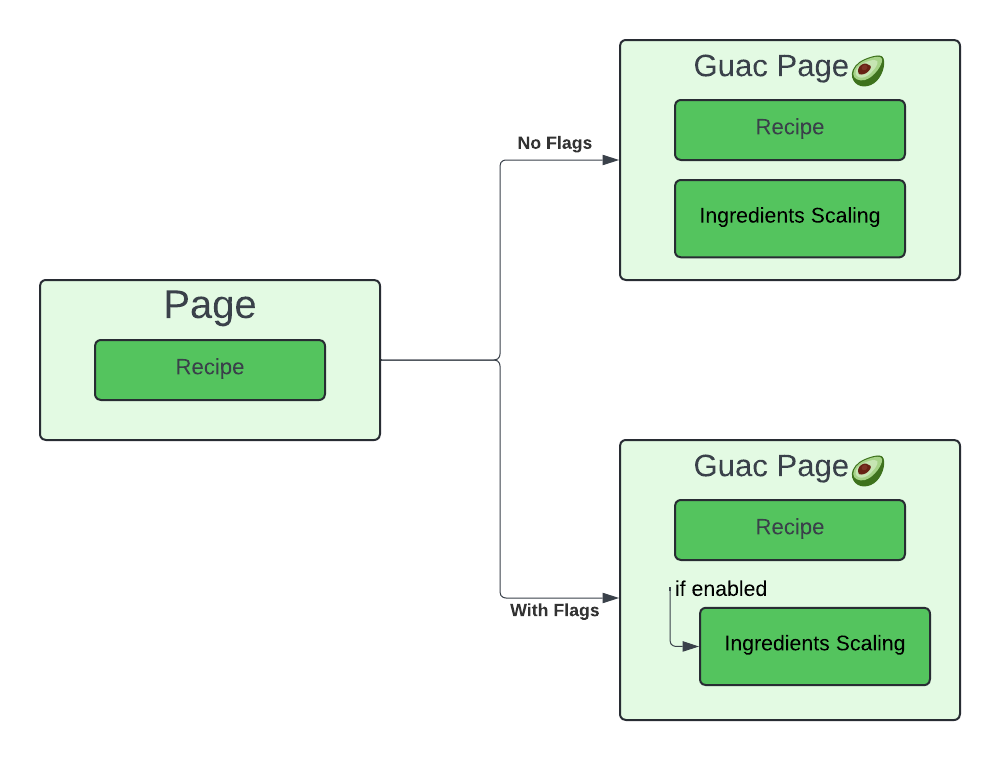 Page
Recipe
No Flags
Guac Page🥑
Recipe
Ingredients Scaling
With Flags
Guac Page🥑
Recipe
if enabled
Ingredients Scaling